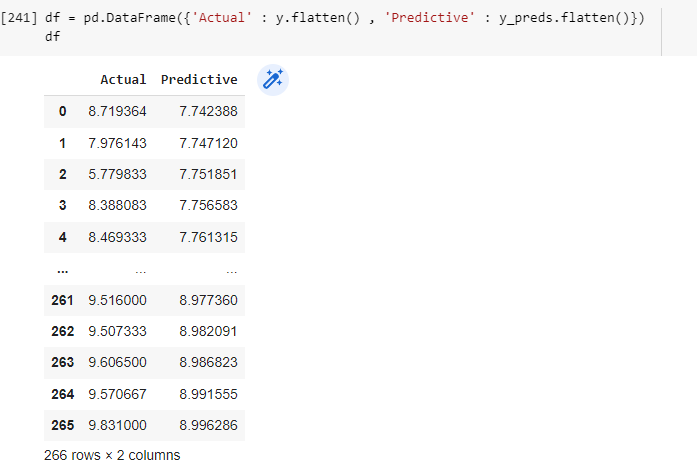 [241] df = pd.DataFrame({'Actual' : y.flatten() , 'Predictive' : y_preds.flatten()})
df
Actual Predictive
0 8.719364 7.742388
1 7.976143 7.747120
2 5.779833 7.751851
3 8.388083 7.756583
4 8.469333 7.761315
... ... ...
261 9.516000 8.977360
262 9.507333 8.982091
263 9.606500 8.986823
264 9.570667 8.991555
265 9.831000 8.996286
266 rows × 2 columns